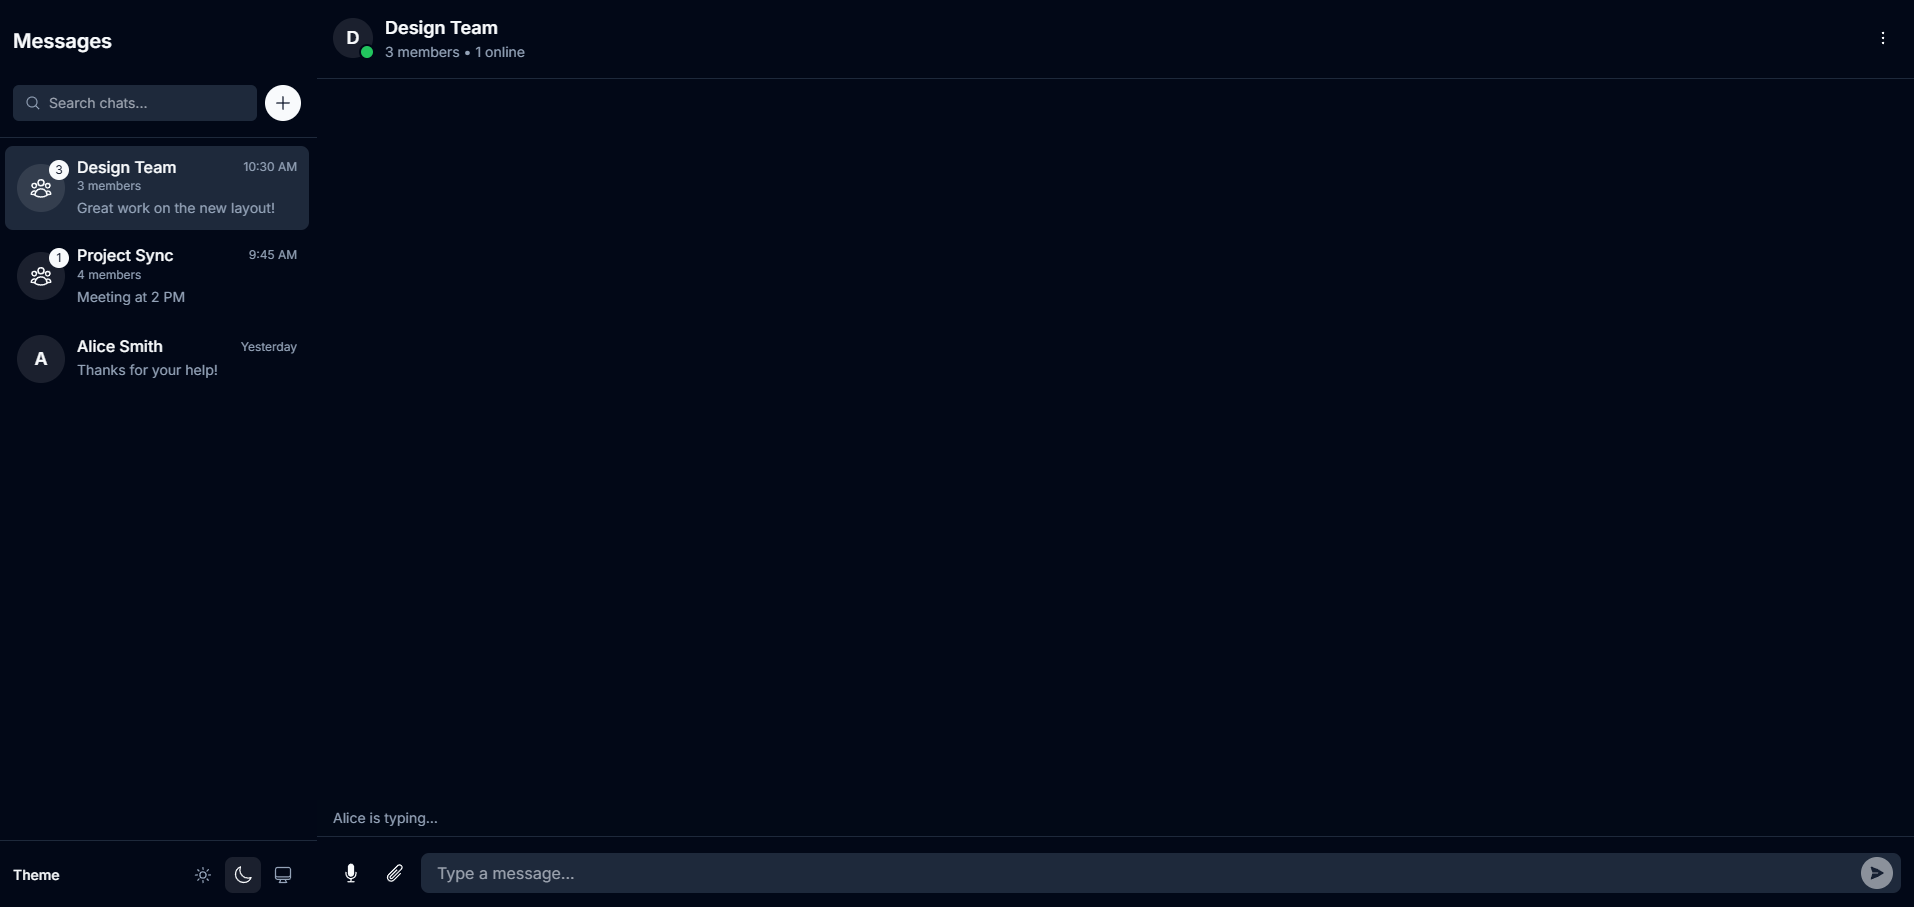 Messages
Search chats...
3
Design Team
10:30 AM
3 members
Great work on the new layout!
1
Project Sync
9:45 AM
4 members
Meeting at 2 PM
A
Alice Smith
Yesterday
Thanks for your help!
Theme
D
Design Team
3 members • 1 online
Alice is typing...
Type a message...